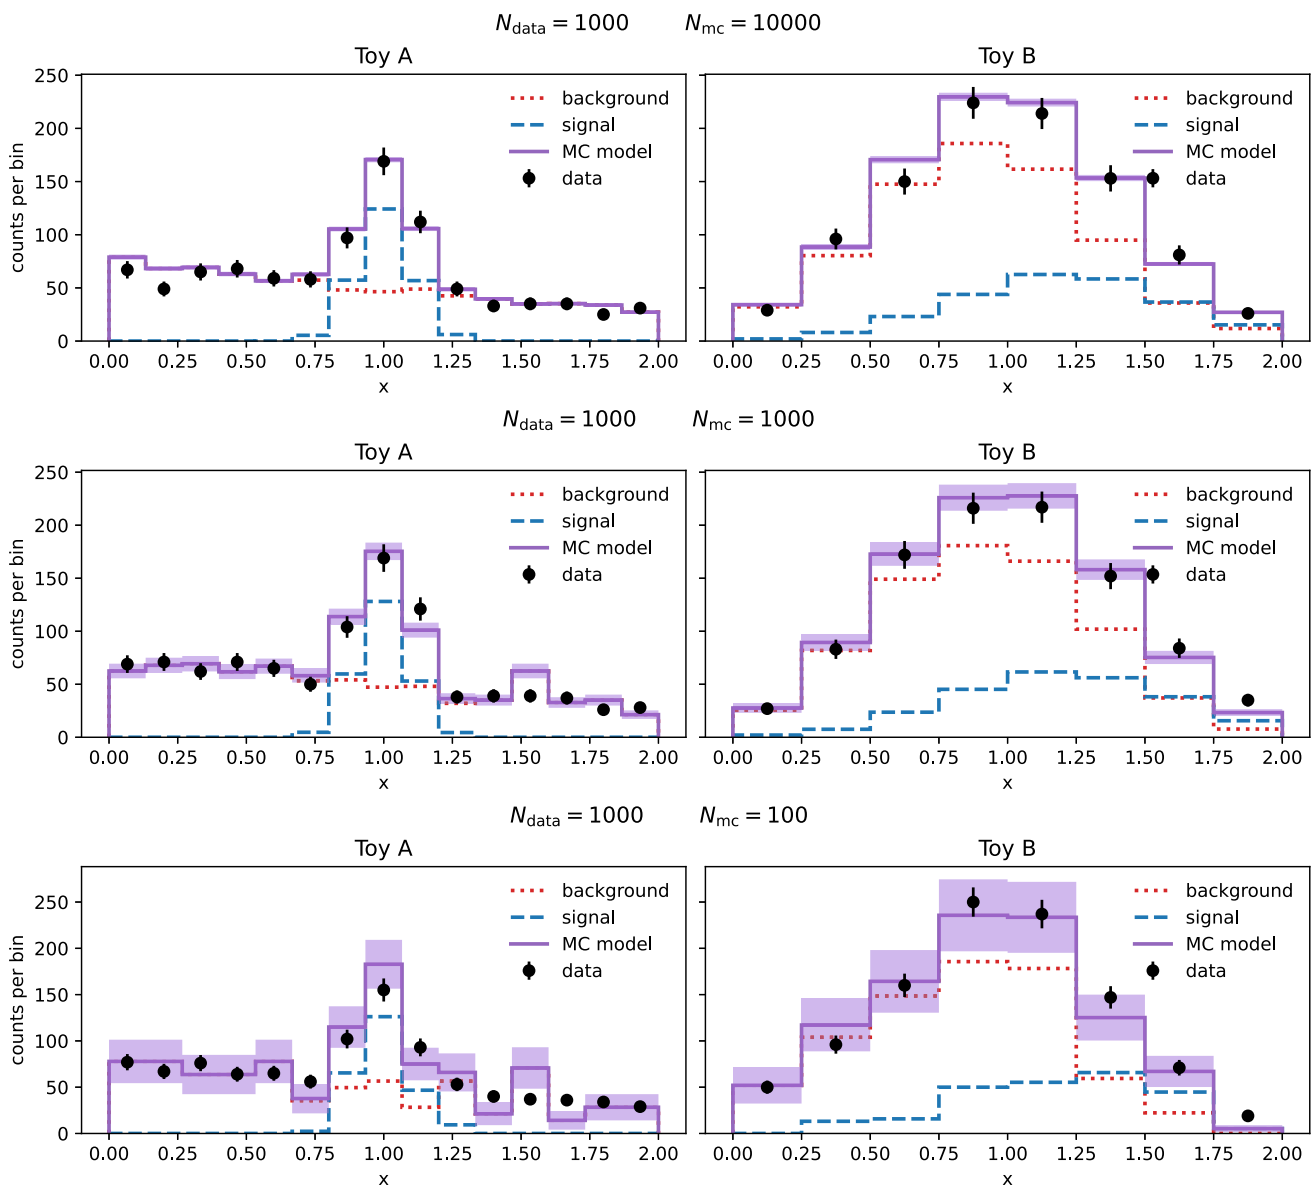 N_data = 1000 N_mc = 10000
Toy A
250
200
150
100
50
0
counts per bin
background
signal
MC model
data
0.00 0.25 0.50 0.75 1.00 1.25 1.50 1.75 2.00
x
Toy B
background
signal
MC model
data
0.00 0.25 0.50 0.75 1.00 1.25 1.50 1.75 2.00
x
N_data = 1000 N_mc = 1000
Toy A
250
200
150
100
50
0
counts per bin
background
signal
MC model
data
0.00 0.25 0.50 0.75 1.00 1.25 1.50 1.75 2.00
x
Toy B
background
signal
MC model
data
0.00 0.25 0.50 0.75 1.00 1.25 1.50 1.75 2.00
x
N_data = 1000 N_mc = 100
Toy A
250
200
150
100
50
0
counts per bin
background
signal
MC model
data
0.00 0.25 0.50 0.75 1.00 1.25 1.50 1.75 2.00
x
Toy B
background
signal
MC model
data
0.00 0.25 0.50 0.75 1.00 1.25 1.50 1.75 2.00
x